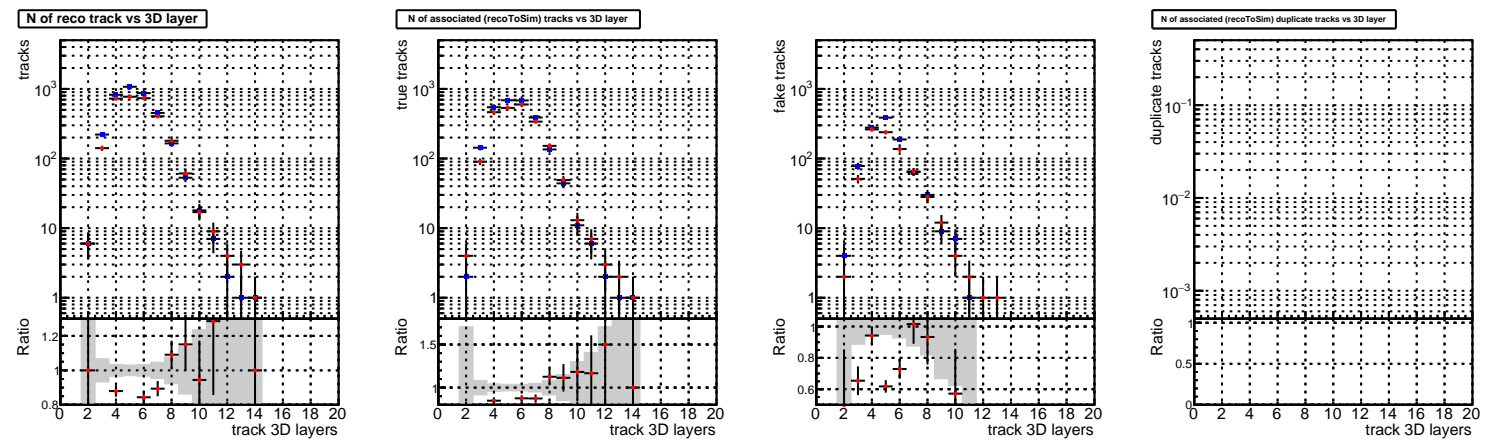 N of reco track vs 3D layer
tracks
10³
10²
10
1
Ratio
1.2
1
0.8
0 2 4 6 8 10 12 14 16 18 20
track 3D layers
N of associated (recoToSim) tracks vs 3D layer
true tracks
10³
10²
10
1
Ratio
1.5
1
0 2 4 6 8 10 12 14 16 18 20
track 3D layers
fake tracks
10³
10²
10
1
Ratio
1
0.8
0.6
0 2 4 6 8 10 12 14 16 18 20
track 3D layers
N of associated (recoToSim) duplicate tracks vs 3D layer
duplicate tracks
10⁻¹
10⁻²
10⁻³
Ratio
1
0.5
0
0 2 4 6 8 10 12 14 16 18 20
track 3D layers